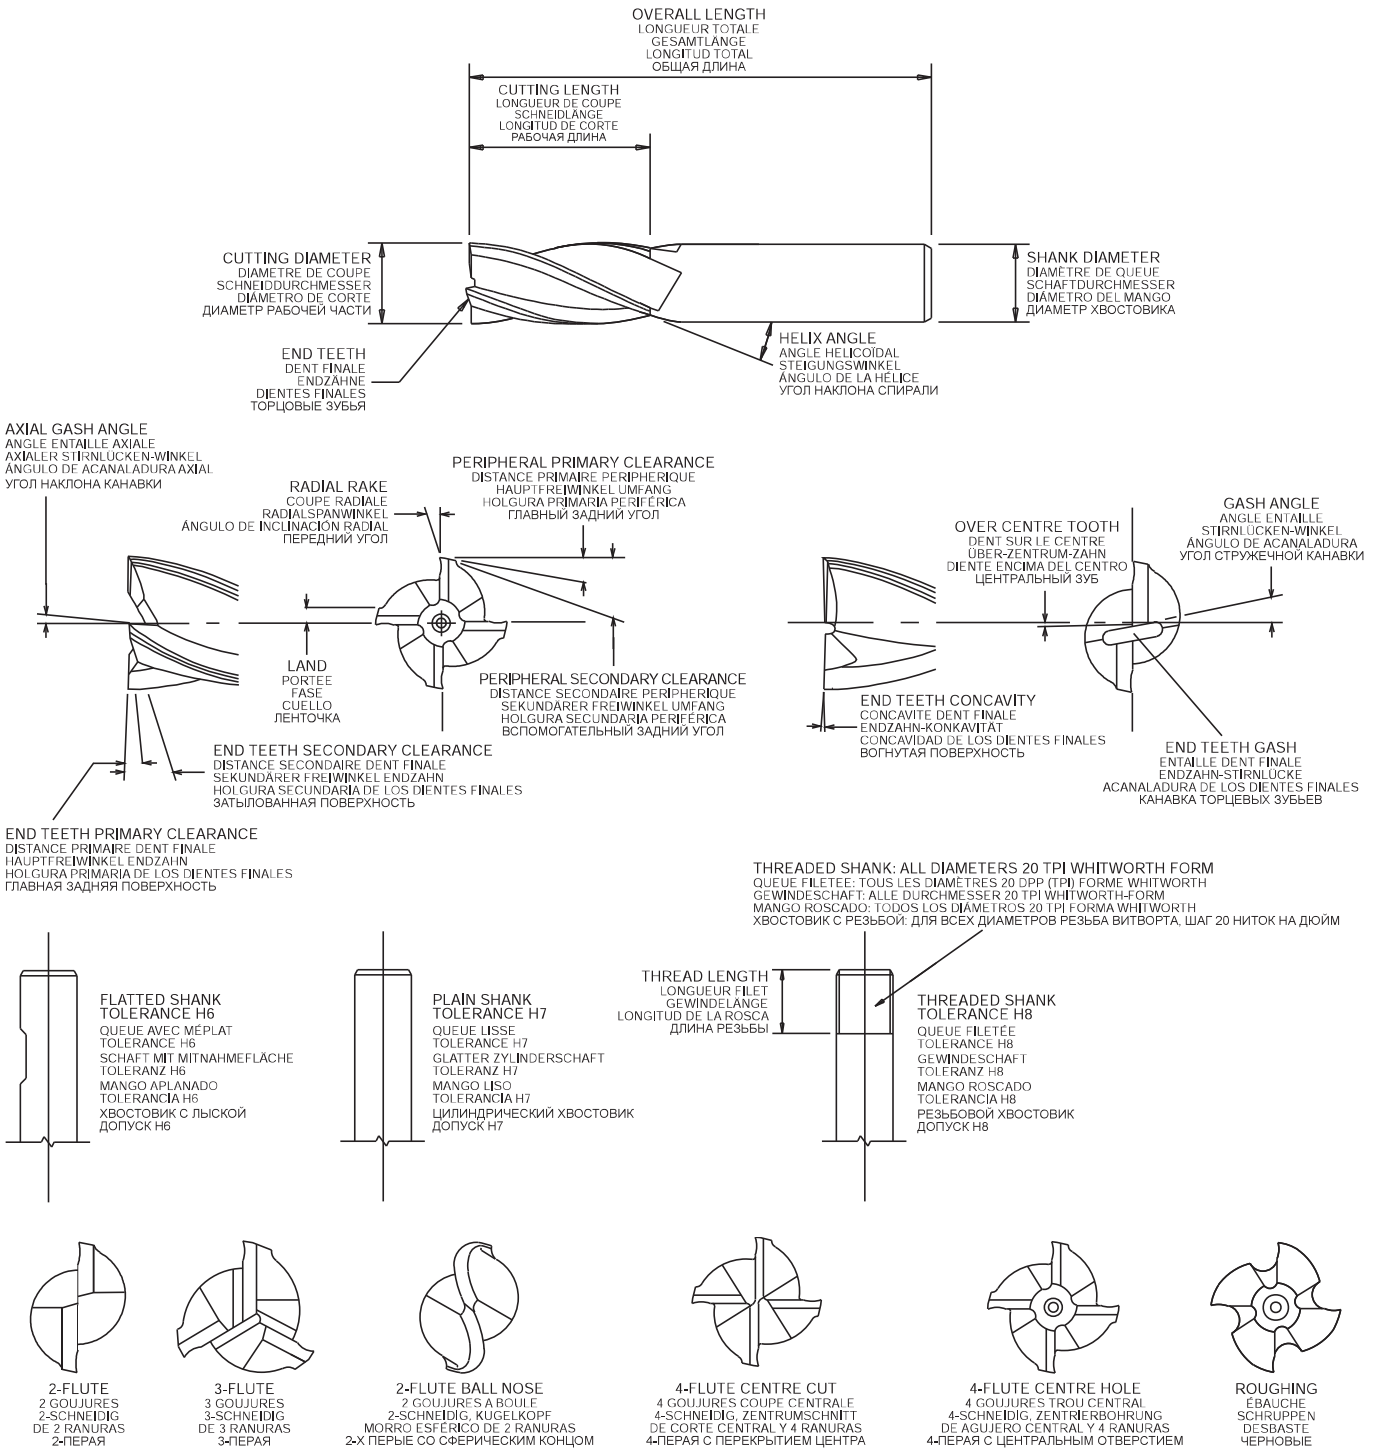 OVERALL LENGTH
LONGUEUR TOTALE
GESAMTLÄNGE
LONGITUD TOTAL
ОБЩАЯ ДЛИНА
CUTTING LENGTH
LONGUEUR DE COUPE
SCHNEIDLÄNGE
LONGITUD DE CORTE
РАБОЧАЯ ДЛИНА
CUTTING DIAMETER
DIAMETRE DE COUPE
SCHNEIDDURCHMESSER
DIÁMETRO DE CORTE
ДИАМЕТР РАБОЧЕЙ ЧАСТИ
SHANK DIAMETER
DIAMÈTRE DE QUEUE
SCHAFTDURCHMESSER
DIÁMETRO DEL MANGO
ДИАМЕТР ХВОСТОВИКА
END TEETH
DENT FINALE
ENDZÄHNE
DIENTES FINALES
ТОРЦОВЫЕ ЗУБЬЯ
HELIX ANGLE
ANGLE HELICOÏDAL
STEIGUNGSWINKEL
ÁNGULO DE LA HÉLICE
УГОЛ НАКЛОНА СПИРАЛИ
AXIAL GASH ANGLE
ANGLE ENTAILLE AXIALE
AXIALER STIRNLÜCKEN-WINKEL
ÁNGULO DE ACANALADURA AXIAL
УГОЛ НАКЛОНА КАНАВКИ
RADIAL RAKE
COUPE RADIALE
RADIALSPANWINKEL
ÁNGULO DE INCLINACIÓN RADIAL
ПЕРЕДНИЙ УГОЛ
PERIPHERAL PRIMARY CLEARANCE
DISTANCE PRIMAIRE PERIPHERIQUE
HAUPTFREIWINKEL UMFANG
HOLGURA PRIMARIA PERIFÉRICA
ГЛАВНЫЙ ЗАДНИЙ УГОЛ
OVER CENTRE TOOTH
DENT SUR LE CENTRE
ÜBER-ZENTRUM-ZAHN
DIENTE ENCIMA DEL CENTRO
ЦЕНТРАЛЬНЫЙ ЗУБ
GASH ANGLE
ANGLE ENTAILLE
STIRNLÜCKEN-WINKEL
ÁNGULO DE ACANALADURA
УГОЛ СТРУЖЕЧНОЙ КАНАВКИ
LAND
PORTEE
FASE
CUELLO
ЛЕНТОЧКА
PERIPHERAL SECONDARY CLEARANCE
DISTANCE SECONDAIRE PERIPHERIQUE
SEKUNDÄRER FREIWINKEL UMFANG
HOLGURA SECUNDARIA PERIFÉRICA
ВСПОМОГАТЕЛЬНЫЙ ЗАДНИЙ УГОЛ
END TEETH CONCAVITY
CONCAVITE DENT FINALE
ENDZAHN-KONKAVITÄT
CONCAVIDAD DE LOS DIENTES FINALES
ВОГНУТАЯ ПОВЕРХНОСТЬ
END TEETH GASH
ENTAILLE DENT FINALE
ENDZAHN-STIRNLÜCKE
ACANALADURA DE LOS DIENTES FINALES
КАНАВКА ТОРЦЕВЫХ ЗУБЬЕВ
END TEETH SECONDARY CLEARANCE
DISTANCE SECONDAIRE DENT FINALE
SEKUNDÄRER FREIWINKEL ENDZAHN
HOLGURA SECUNDARIA DE LOS DIENTES FINALES
ЗАТЫЛОВАННАЯ ПОВЕРХНОСТЬ
END TEETH PRIMARY CLEARANCE
DISTANCE PRIMAIRE DENT FINALE
HAUPTFREIWINKEL ENDZAHN
HOLGURA PRIMARIA DE LOS DIENTES FINALES
ГЛАВНАЯ ЗАДНЯЯ ПОВЕРХНОСТЬ
THREADED SHANK: ALL DIAMETERS 20 TPI WHITWORTH FORM
QUEUE FILETEE: TOUS LES DIAMÈTRES 20 DPP (TPI) FORME WHITWORTH
GEWINDESCHAFT: ALLE DURCHMESSER 20 TPI WHITWORTH-FORM
MANGO ROSCADO: TODOS LOS DIÁMETROS 20 TPI FORMA WHITWORTH
ХВОСТОВИК С РЕЗЬБОЙ: ДЛЯ ВСЕХ ДИАМЕТРОВ РЕЗЬБА ВИТВОРТА, ШАГ 20 НИТОК НА ДЮЙМ
FLATTED SHANK
TOLERANCE H6
QUEUE AVEC MÉPLAT
TOLERANCE H6
SCHAFT MIT MITNAHMEFLÄCHE
TOLERANZ H6
MANGO APLANADO
TOLERANCIA H6
ХВОСТОВИК С ЛЫСКОЙ
ДОПУСК H6
PLAIN SHANK
TOLERANCE H7
QUEUE LISSE
TOLERANCE H7
GLATTER ZYLINDERSCHAFT
TOLERANZ H7
MANGO LISO
TOLERANCIA H7
ЦИЛИНДРИЧЕСКИЙ ХВОСТОВИК
ДОПУСК H7
THREAD LENGTH
LONGUEUR FILET
GEWINDELÄNGE
LONGITUD DE LA ROSCA
ДЛИНА РЕЗЬБЫ
THREADED SHANK
TOLERANCE H8
QUEUE FILETÉE
TOLERANCE H8
GEWINDESCHAFT
TOLERANZ H8
MANGO ROSCADO
TOLERANCIA H8
РЕЗЬБОВОЙ ХВОСТОВИК
ДОПУСК H8
2-FLUTE
2 GOUJURES
2-SCHNEIDIG
DE 2 RANURAS
2-ПЕРАЯ
3-FLUTE
3 GOUJURES
3-SCHNEIDIG
DE 3 RANURAS
3-ПЕРАЯ
2-FLUTE BALL NOSE
2 GOUJURES A BOULE
2-SCHNEIDIG, KUGELKOPF
MORRO ESFÉRICO DE 2 RANURAS
2-Х ПЕРЫЕ СО СФЕРИЧЕСКИМ КОНЦОМ
4-FLUTE CENTRE CUT
4 GOUJURES COUPE CENTRALE
4-SCHNEIDIG, ZENTRUMSCHNITT
DE CORTE CENTRAL Y 4 RANURAS
4-ПЕРАЯ С ПЕРЕКРЫТИЕМ ЦЕНТРА
4-FLUTE CENTRE HOLE
4 GOUJURES TROU CENTRAL
4-SCHNEIDIG, ZENTRIERBOHRUNG
DE AGUJERO CENTRAL Y 4 RANURAS
4-ПЕРАЯ С ЦЕНТРАЛЬНЫМ ОТВЕРСТИЕМ
ROUGHING
ÉBAUCHE
SCHRUPPEN
DESBASTE
ЧЕРНОВЫЕ